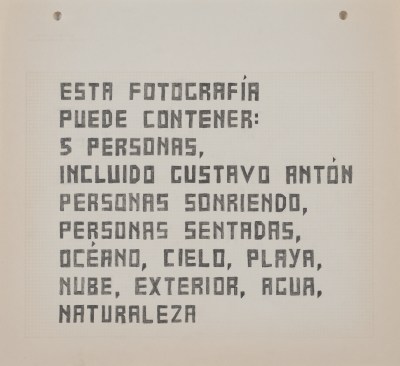 ESTA FOTOGRAFÍA
PUEDE CONTENER:
5 PERSONAS,
INCLUIDO GUSTAVO ANTÓN
PERSONAS SONRIENDO,
PERSONAS SENTADAS,
OCÉANO, CIELO, PLAYA,
NUBE, EXTERIOR, AGUA,
NATURALEZA